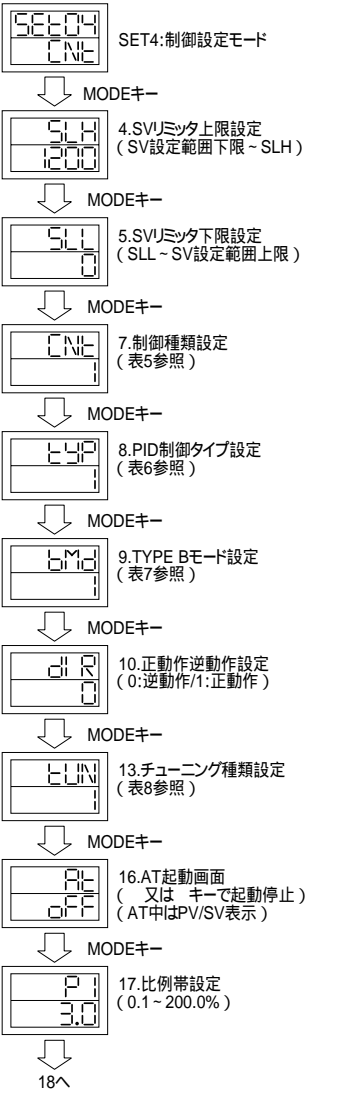 SEt04
CNt
SET4:制御設定モード
MODEキー
SLH
1200
4.SVリミッタ上限設定
(SV設定範囲下限~SLH)
MODEキー
SLL
0
5.SVリミッタ下限設定
(SLL~SV設定範囲上限)
MODEキー
CNt
1
7.制御種類設定
(表5参照)
MODEキー
tYP
1
8.PID制御タイプ設定
(表6参照)
MODEキー
bMd
1
9.TYPE Bモード設定
(表7参照)
MODEキー
dIR
0
10.正動作逆動作設定
(0:逆動作/1:正動作)
MODEキー
tUN
1
13.チューニング種類設定
(表8参照)
MODEキー
At
oFF
16.AT起動画面
( 又は キーで起動停止)
(AT中はPV/SV表示)
MODEキー
P1
3.0
17.比例帯設定
(0.1~200.0%)
18へ